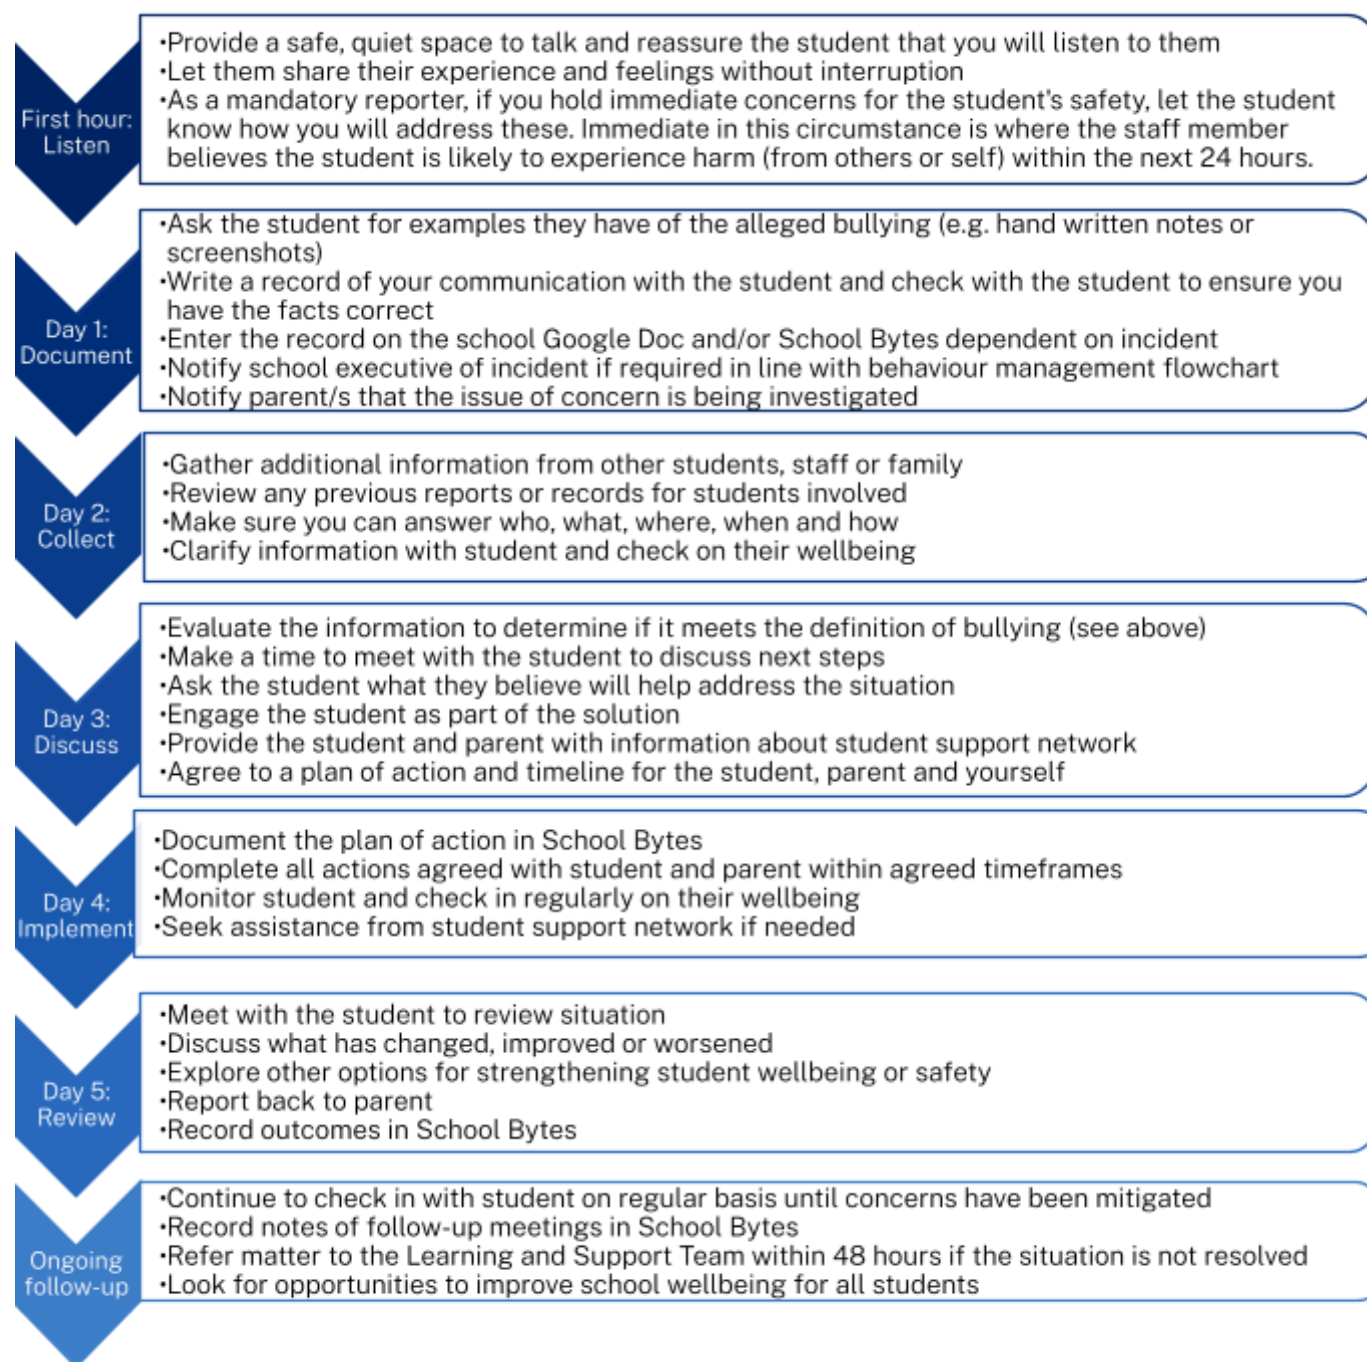 First hour:
Listen
•Provide a safe, quiet space to talk and reassure the student that you will listen to them
•Let them share their experience and feelings without interruption
•As a mandatory reporter, if you hold immediate concerns for the student's safety, let the student
know how you will address these. Immediate in this circumstance is where the staff member
believes the student is likely to experience harm (from others or self) within the next 24 hours.
Day 1:
Document
•Ask the student for examples they have of the alleged bullying (e.g. hand written notes or
screenshots)
•Write a record of your communication with the student and check with the student to ensure you
have the facts correct
•Enter the record on the school Google Doc and/or School Bytes dependent on incident
•Notify school executive of incident if required in line with behaviour management flowchart
•Notify parent/s that the issue of concern is being investigated
Day 2:
Collect
•Gather additional information from other students, staff or family
•Review any previous reports or records for students involved
•Make sure you can answer who, what, where, when and how
•Clarify information with student and check on their wellbeing
Day 3:
Discuss
•Evaluate the information to determine if it meets the definition of bullying (see above)
•Make a time to meet with the student to discuss next steps
•Ask the student what they believe will help address the situation
•Engage the student as part of the solution
•Provide the student and parent with information about student support network
•Agree to a plan of action and timeline for the student, parent and yourself
Day 4:
Implement
•Document the plan of action in School Bytes
•Complete all actions agreed with student and parent within agreed timeframes
•Monitor student and check in regularly on their wellbeing
•Seek assistance from student support network if needed
Day 5:
Review
•Meet with the student to review situation
•Discuss what has changed, improved or worsened
•Explore other options for strengthening student wellbeing or safety
•Report back to parent
•Record outcomes in School Bytes
Ongoing
follow-up
•Continue to check in with student on regular basis until concerns have been mitigated
•Record notes of follow-up meetings in School Bytes
•Refer matter to the Learning and Support Team within 48 hours if the situation is not resolved
•Look for opportunities to improve school wellbeing for all students